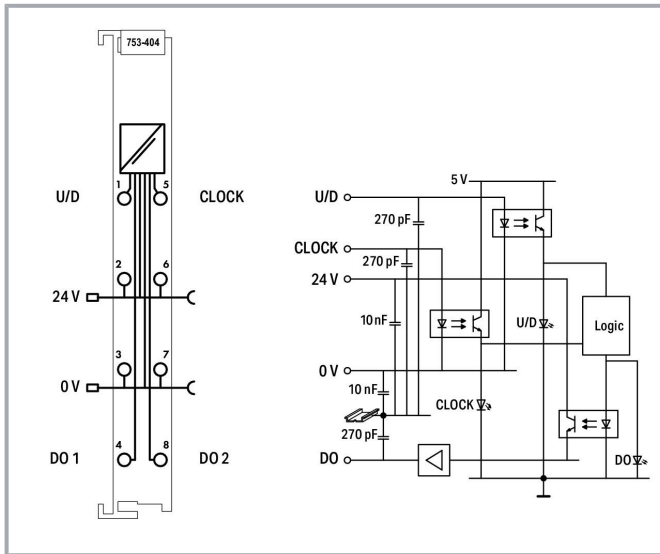 753-404
1 5
U/D CLOCK
2 6
24 V
3 7
0 V
4 8
DO 1 DO 2
5 V
U/D
270 pF
CLOCK
270 pF
24 V
10 nF
U/D
Logic
0 V
10 nF
CLOCK
270 pF
DO
DO